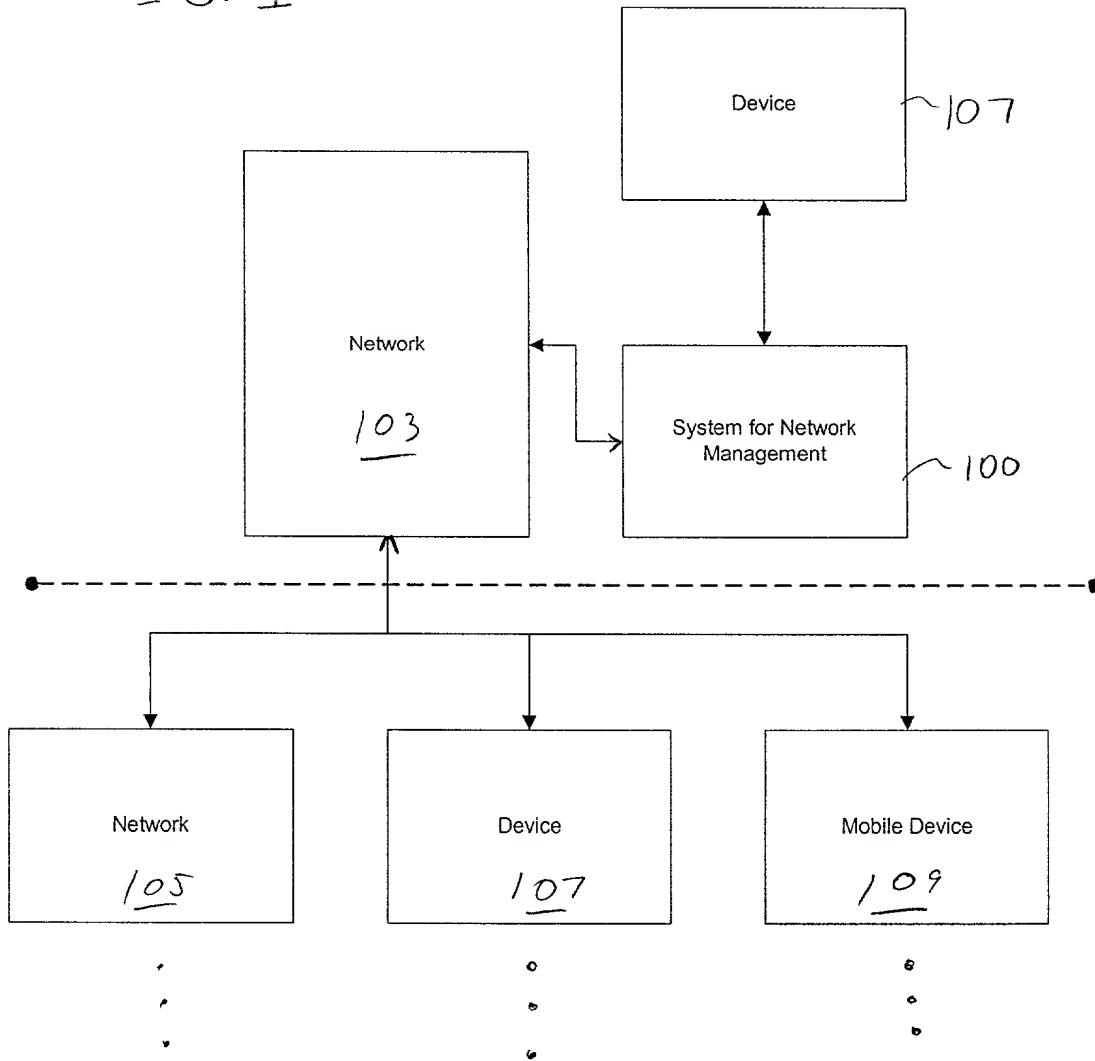 Device
107
Network
103
System for Network
Management
100
Network
105
Device
107
Mobile Device
109